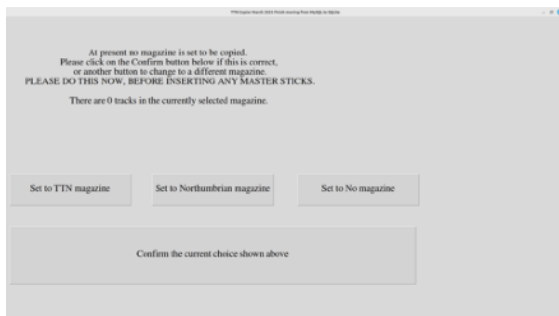 At present no magazine is set to be copied.
Please click on the Confirm button below if this is correct,
or another button to change to a different magazine.
PLEASE DO THIS NOW, BEFORE INSERTING ANY MASTER STICKS.
There are 0 tracks in the currently selected magazine.
Set to TTN magazine
Set to Northumbrian magazine
Set to No magazine
Confirm the current choice shown above